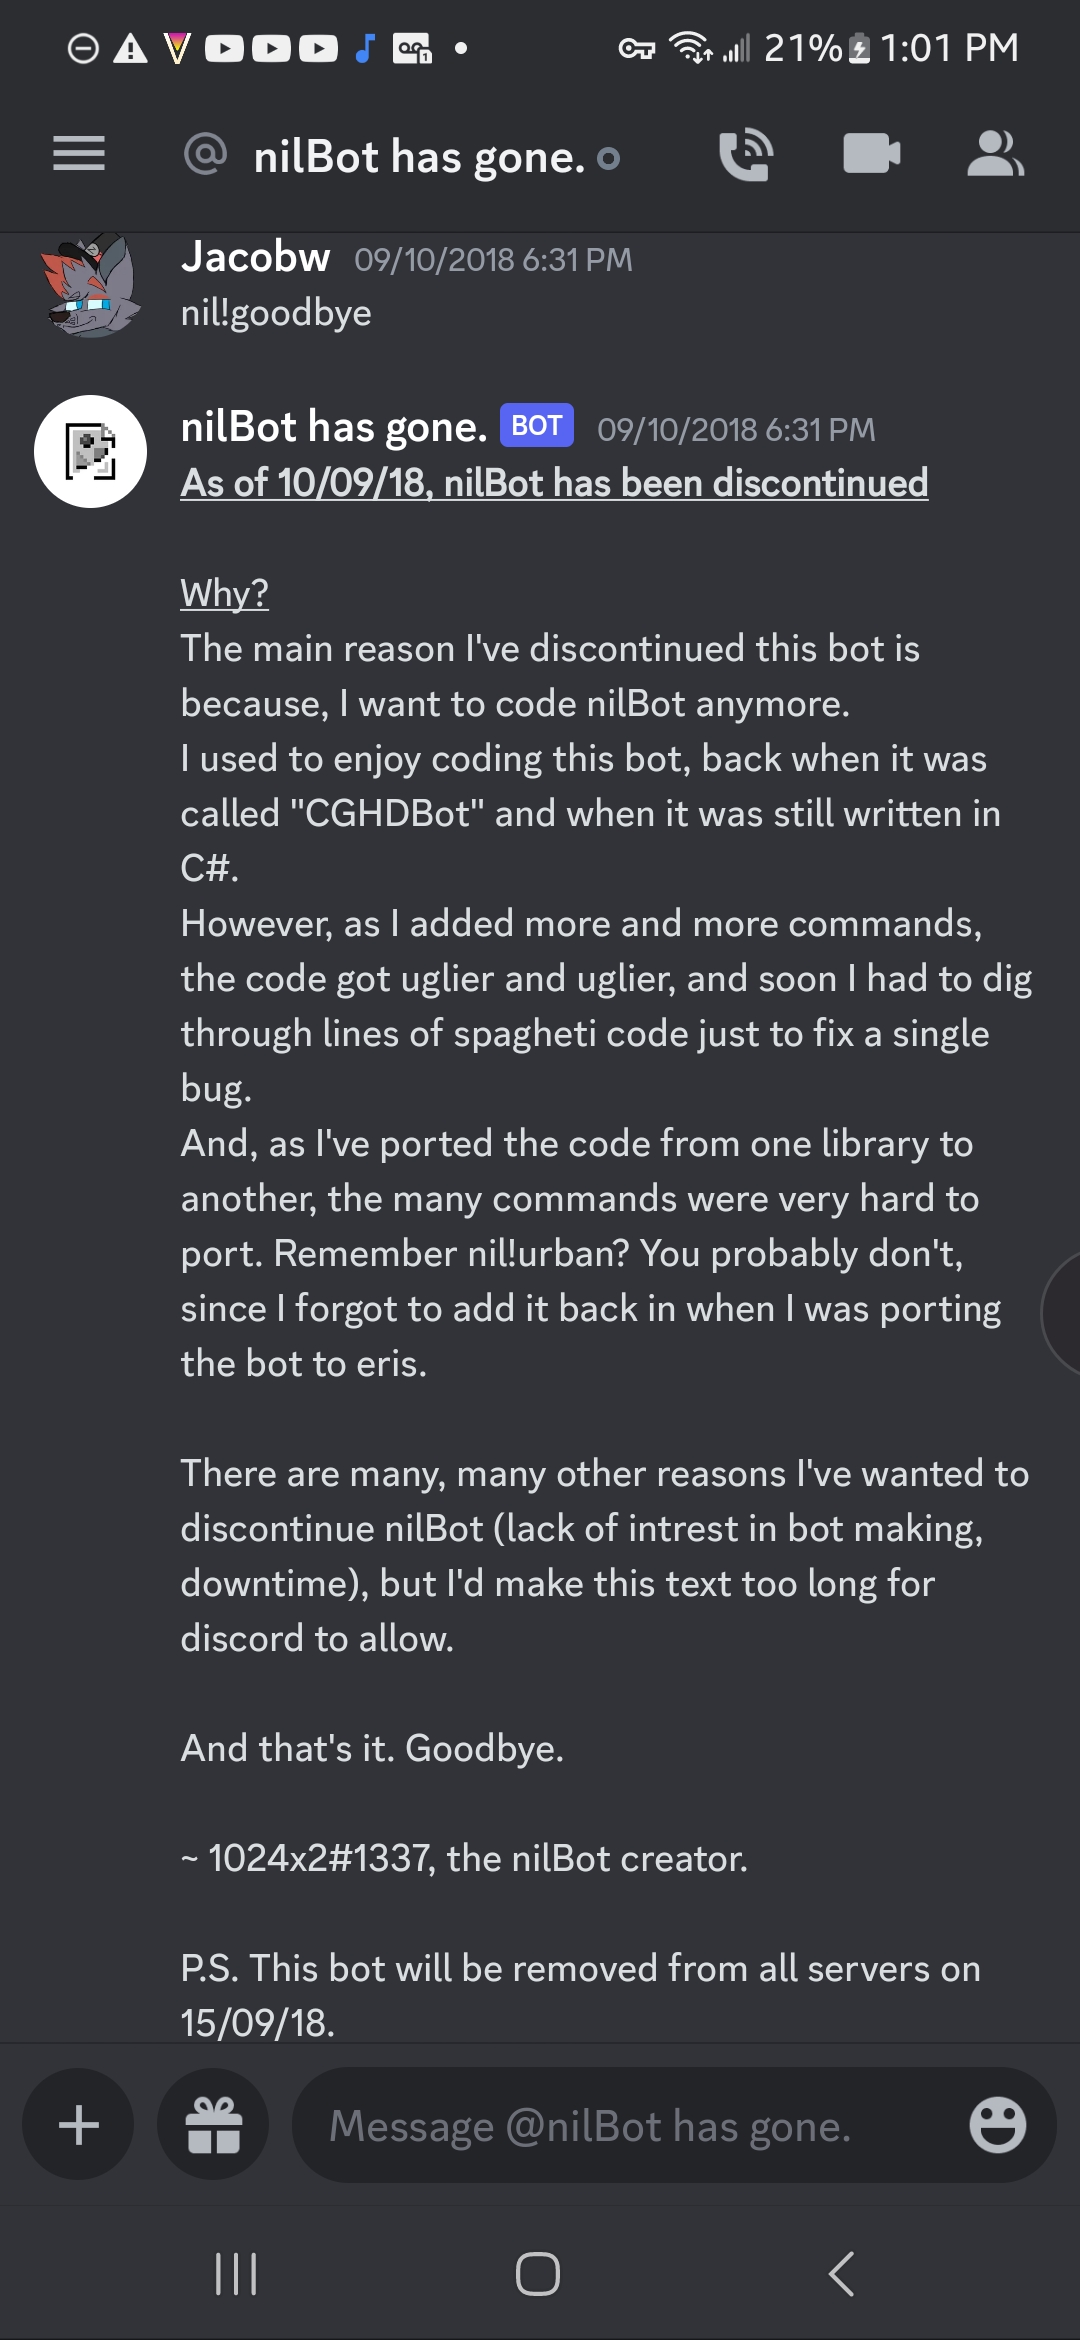 21% 1:01 PM
@ nilBot has gone.
Jacobw 09/10/2018 6:31 PM
nil!goodbye
nilBot has gone. BOT 09/10/2018 6:31 PM
As of 10/09/18, nilBot has been discontinued
Why?
The main reason I've discontinued this bot is
because, I want to code nilBot anymore.
I used to enjoy coding this bot, back when it was
called "CGHDBot" and when it was still written in
C#.
However, as I added more and more commands,
the code got uglier and uglier, and soon I had to dig
through lines of spagheti code just to fix a single
bug.
And, as I've ported the code from one library to
another, the many commands were very hard to
port. Remember nil!urban? You probably don't,
since I forgot to add it back in when I was porting
the bot to eris.
There are many, many other reasons I've wanted to
discontinue nilBot (lack of intrest in bot making,
downtime), but I'd make this text too long for
discord to allow.
And that's it. Goodbye.
~ 1024x2#1337, the nilBot creator.
P.S. This bot will be removed from all servers on
15/09/18.
Message @nilBot has gone.